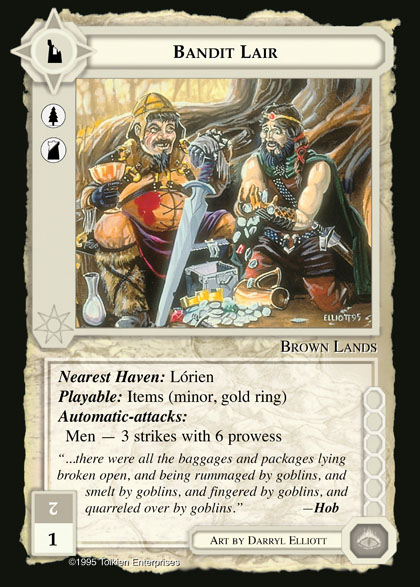 BANDIT LAIR
ELLIOTT95
BROWN LANDS
Nearest Haven: Lórien
Playable: Items (minor, gold ring)
Automatic-attacks:
Men — 3 strikes with 6 prowess
“...there were all the baggages and packages lying
broken open, and being rummaged by goblins, and
smelt by goblins, and fingered by goblins, and
quarreled over by goblins.” —Hob
2
1
ART BY DARRYL ELLIOTT
©1995 Tolkien Enterprises